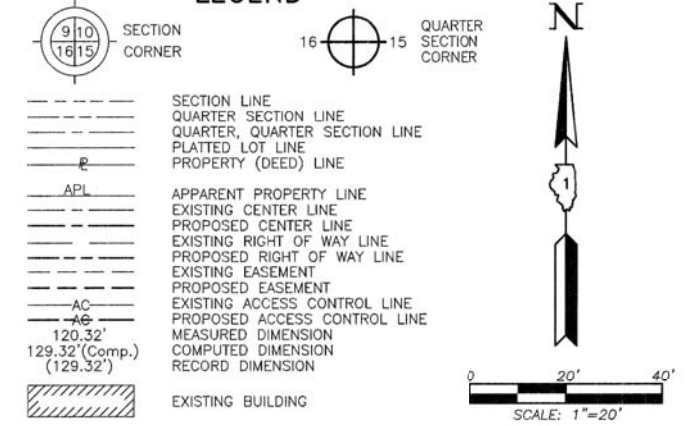 LEGEND
9 10
16 15
SECTION
CORNER
16
15
QUARTER
SECTION
CORNER
N
SECTION LINE
QUARTER SECTION LINE
QUARTER, QUARTER SECTION LINE
PLATTED LOT LINE
PL PROPERTY (DEED) LINE
APL APPARENT PROPERTY LINE
EXISTING CENTER LINE
PROPOSED CENTER LINE
EXISTING RIGHT OF WAY LINE
PROPOSED RIGHT OF WAY LINE
EXISTING EASEMENT
PROPOSED EASEMENT
AC EXISTING ACCESS CONTROL LINE
AC PROPOSED ACCESS CONTROL LINE
120.32' MEASURED DIMENSION
129.32'(Comp.) COMPUTED DIMENSION
(129.32') RECORD DIMENSION
EXISTING BUILDING
1
0 20' 40'
SCALE: 1"=20'